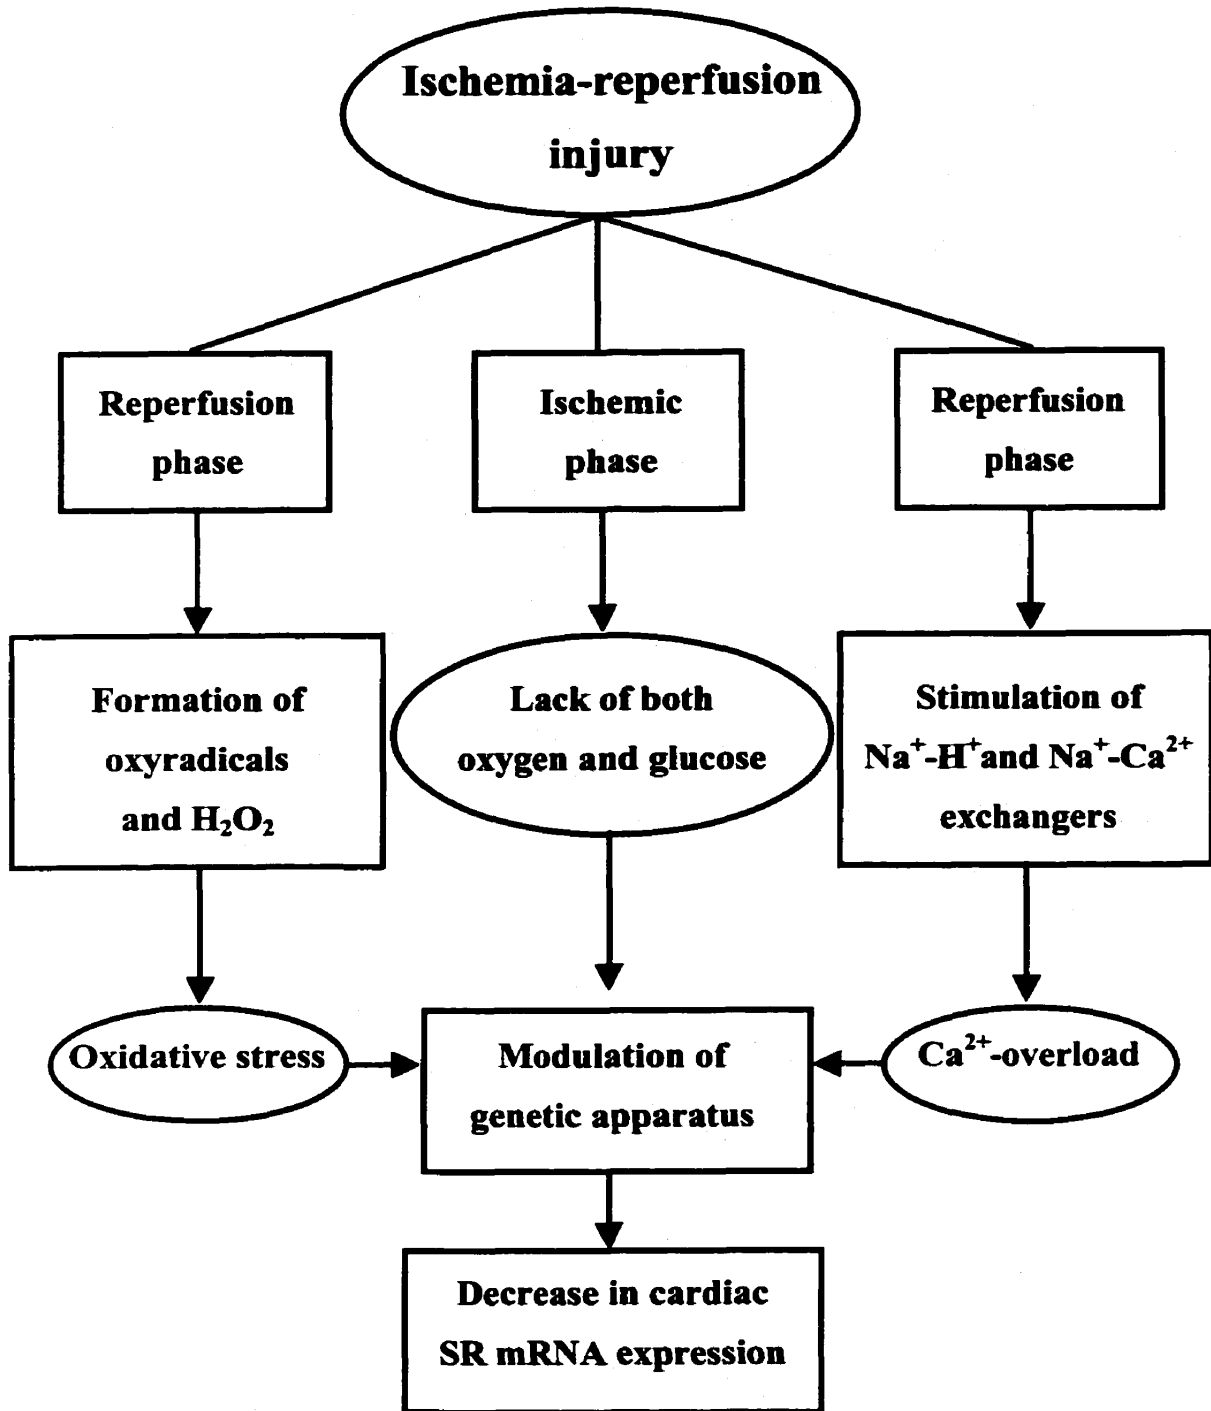 Ischemia-reperfusion
injury
Reperfusion
phase
Ischemic
phase
Reperfusion
phase
Formation of
oxyradicals
and H₂O₂
Lack of both
oxygen and glucose
Stimulation of
Na⁺-H⁺and Na⁺-Ca²⁺
exchangers
Oxidative stress
Modulation of
genetic apparatus
Ca²⁺-overload
Decrease in cardiac
SR mRNA expression